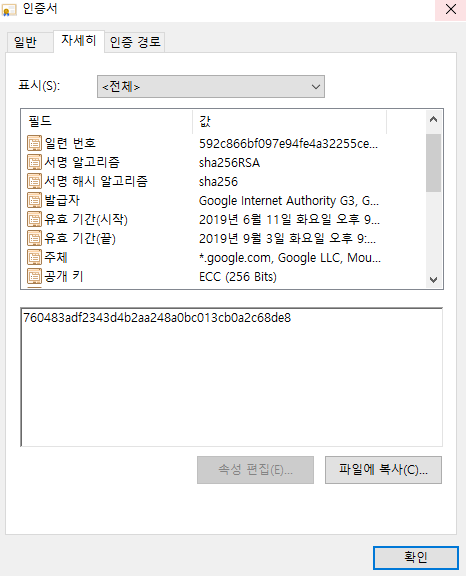 인증서
일반 자세히 인증 경로
표시(S): <전체>
필드 값
일련 번호 592c866bf097e94fe4a32255ce...
서명 알고리즘 sha256RSA
서명 해시 알고리즘 sha256
발급자 Google Internet Authority G3, G...
유효 기간(시작) 2019년 6월 11일 화요일 오후 9...
유효 기간(끝) 2019년 9월 3일 화요일 오후 9:...
주체 *.google.com, Google LLC, Mou...
공개 키 ECC (256 Bits)
760483adf2343d4b2aa248a0bc013cb0a2c68de8
속성 편집(E)... 파일에 복사(C)...
확인